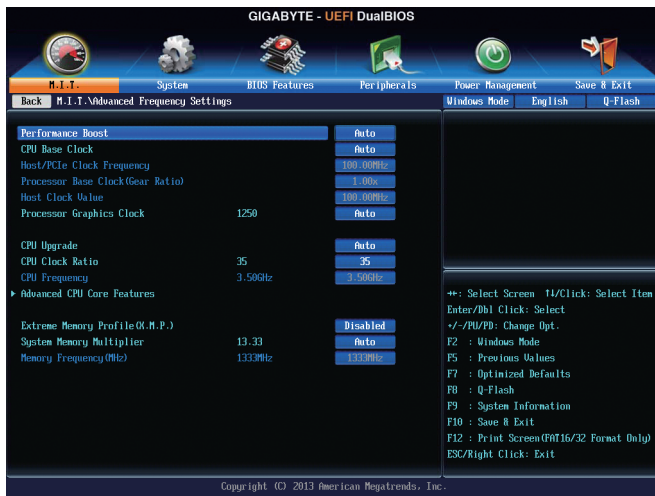 GIGABYTE - UEFI DualBIOS
M.I.T. System BIOS Features Peripherals Power Management Save & Exit
Back M.I.T.\Advanced Frequency Settings Windows Mode English Q-Flash
Performance Boost Auto
CPU Base Clock Auto
Host/PCIe Clock Frequency 100.00MHz
Processor Base Clock(Gear Ratio) 1.00x
Host Clock Value 100.00MHz
Processor Graphics Clock 1250 Auto
CPU Upgrade Auto
CPU Clock Ratio 35 35
CPU Frequency 3.50GHz 3.50GHz
Advanced CPU Core Features
Extreme Memory Profile(X.M.P.) Disabled
System Memory Multiplier 13.33 Auto
Memory Frequency(MHz) 1333MHz 1333MHz
→←: Select Screen ↑↓/Click: Select Item
Enter/Dbl Click: Select
+/-/PU/PD: Change Opt.
F2 : Windows Mode
F5 : Previous Values
F7 : Optimized Defaults
F8 : Q-Flash
F9 : System Information
F10 : Save & Exit
F12 : Print Screen(FAT16/32 Format Only)
ESC/Right Click: Exit
Copyright (C) 2013 American Megatrends, Inc.